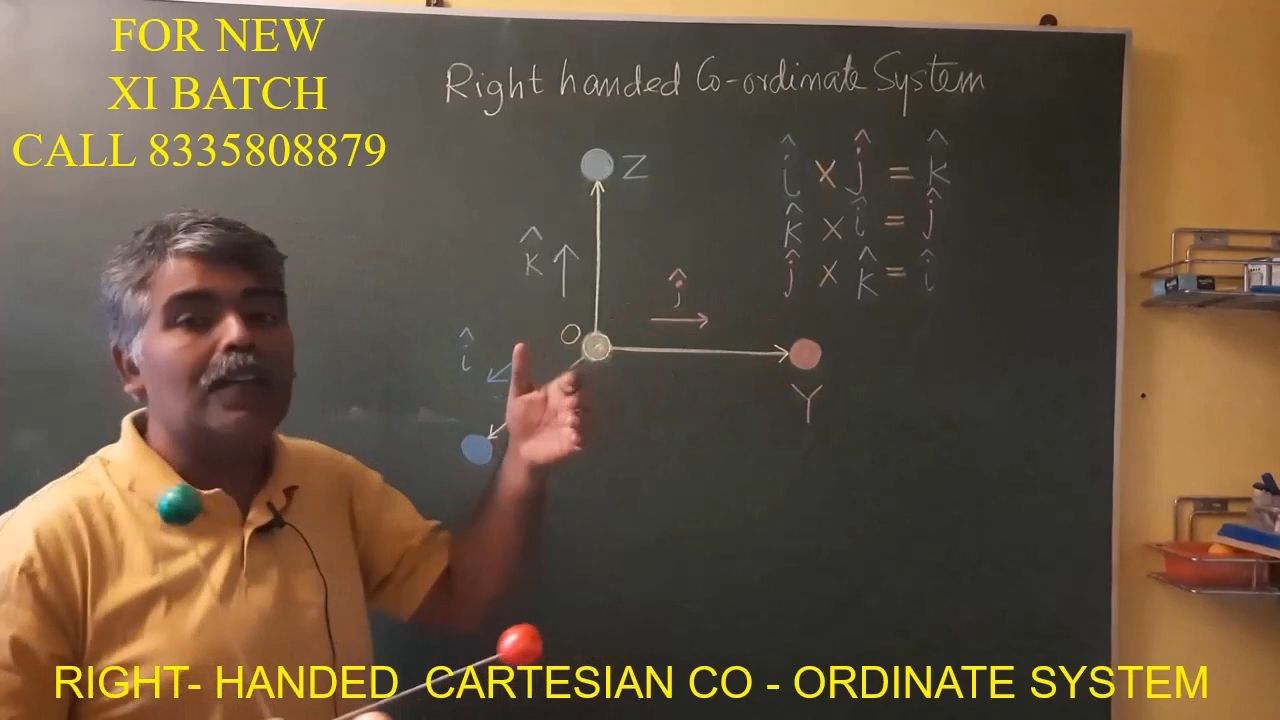 FOR NEW
XI BATCH
CALL 8335808879
Right handed Co-ordinate System
Z
î × ĵ = k̂
k̂ × î = ĵ
ĵ × k̂ = î
k̂
ĵ
O
î
Y
RIGHT- HANDED CARTESIAN CO - ORDINATE SYSTEM